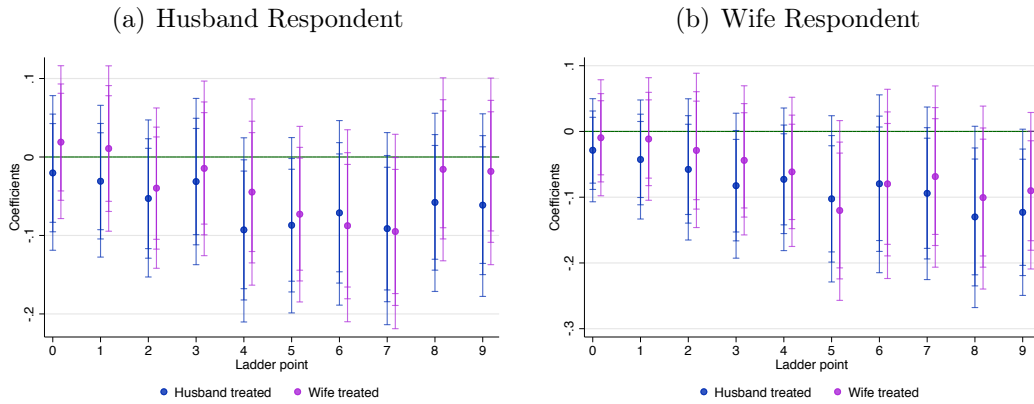 (a) Husband Respondent
.1
0
-.1
-.2
Coefficients
0 1 2 3 4 5 6 7 8 9
Ladder point
Husband treated Wife treated
(b) Wife Respondent
.1
0
-.1
-.2
-.3
Coefficients
0 1 2 3 4 5 6 7 8 9
Ladder point
Husband treated Wife treated